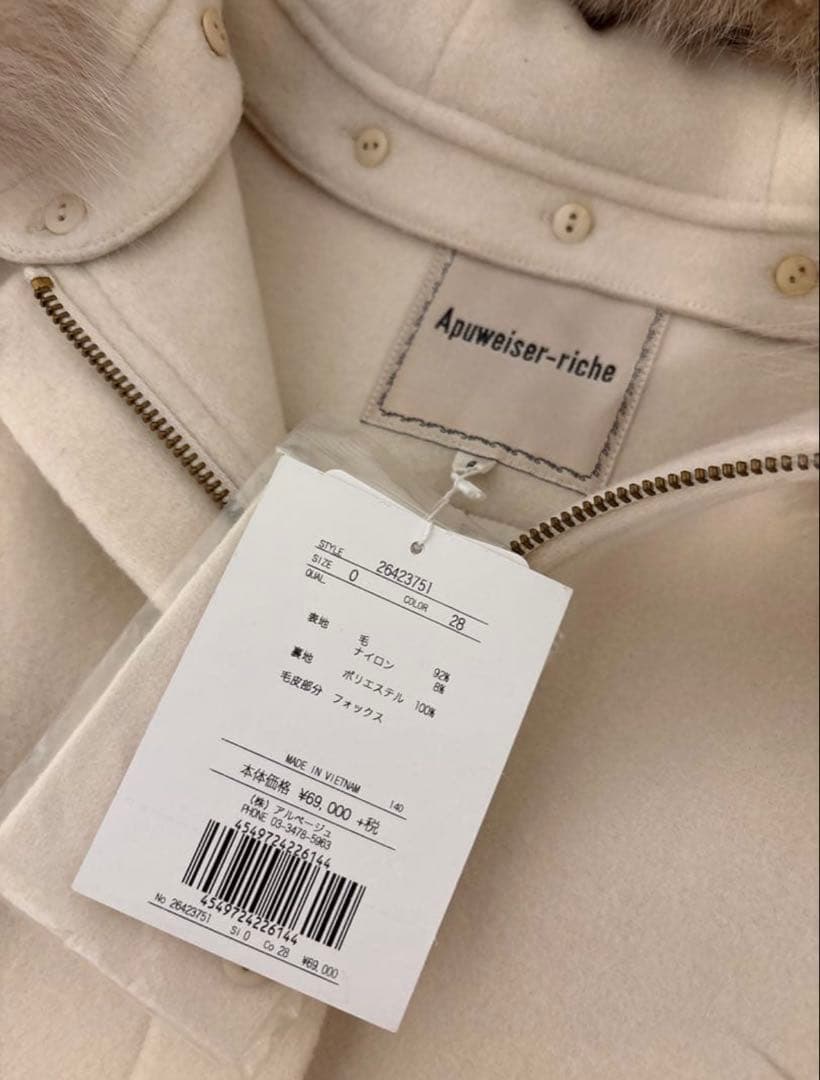 Apuweiser-riche
STYLE 26423751
SIZE 0 COLOR 28
QUAL.
表地 毛 92%
ナイロン 8%
裏地 ポリエステル 100%
毛皮部分 フォックス
MADE IN VIETNAM 140
本体価格 ¥69,000 +税
(株) アルページュ
PHONE 03-3478-5963
4549724226144
4549724226144
No 26423751 Si 0 Co 28 ¥69,000